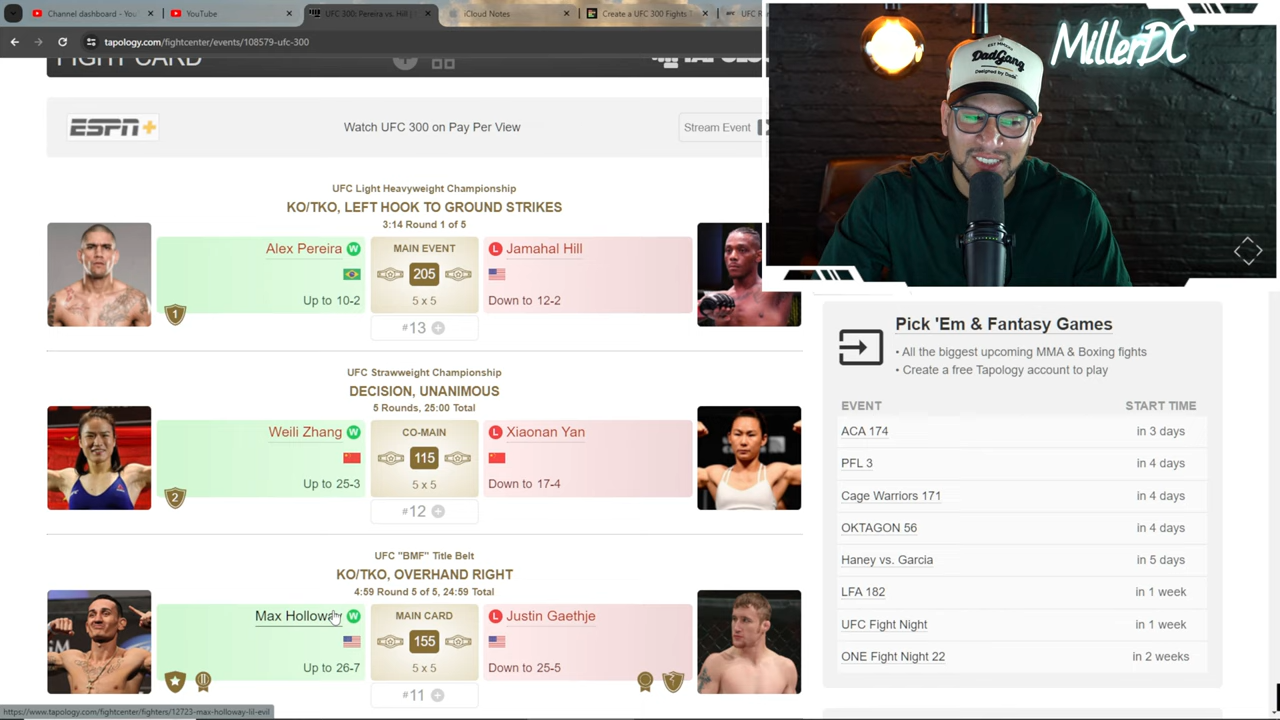 Channel dashboard - You
YouTube
UFC 300: Pereira vs. Hill |
iCloud Notes
Create a UFC 300 Fights T
tapology.com/fightcenter/events/108579-ufc-300
MillerDC
DadGang
Designed by Dads
FIGHT CARD
ESPN+
Watch UFC 300 on Pay Per View
Stream Event
UFC Light Heavyweight Championship
KO/TKO, LEFT HOOK TO GROUND STRIKES
3:14 Round 1 of 5
Alex Pereira W
MAIN EVENT
L Jamahal Hill
205
Up to 10-2
5 x 5
Down to 12-2
1
#13
UFC Strawweight Championship
DECISION, UNANIMOUS
5 Rounds, 25:00 Total
Weili Zhang W
CO-MAIN
L Xiaonan Yan
115
Up to 25-3
5 x 5
Down to 17-4
2
#12
UFC "BMF" Title Belt
KO/TKO, OVERHAND RIGHT
4:59 Round 5 of 5, 24:59 Total
Max Holloway W
MAIN CARD
L Justin Gaethje
155
Up to 26-7
5 x 5
Down to 25-5
#11
https://www.tapology.com/fightcenter/fighters/12723-max-holloway-lil-evil
Pick 'Em & Fantasy Games
• All the biggest upcoming MMA & Boxing fights
• Create a free Tapology account to play
EVENT START TIME
ACA 174 in 3 days
PFL 3 in 4 days
Cage Warriors 171 in 4 days
OKTAGON 56 in 4 days
Haney vs. Garcia in 5 days
LFA 182 in 1 week
UFC Fight Night in 1 week
ONE Fight Night 22 in 2 weeks